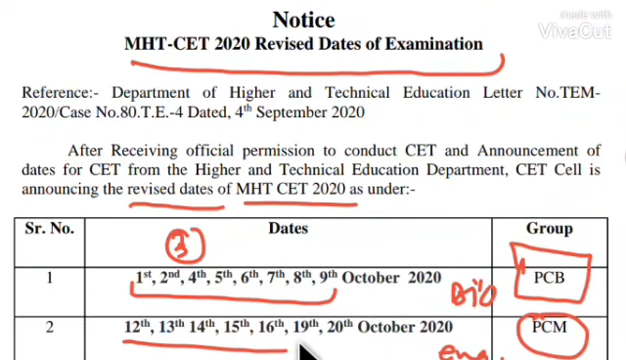 Notice
made with
VivaCut
MHT-CET 2020 Revised Dates of Examination
Reference:- Department of Higher and Technical Education Letter No.TEM-
2020/Case No.80.T.E.-4 Dated, 4th September 2020
After Receiving official permission to conduct CET and Announcement of
dates for CET from the Higher and Technical Education Department, CET Cell is
announcing the revised dates of MHT CET 2020 as under:-
Sr. No. Dates Group
3
1 1st, 2nd, 4th, 5th, 6th, 7th, 8th, 9th October 2020 PCB
Bio
2 12th, 13th 14th, 15th, 16th, 19th, 20th October 2020 PCM
eng.